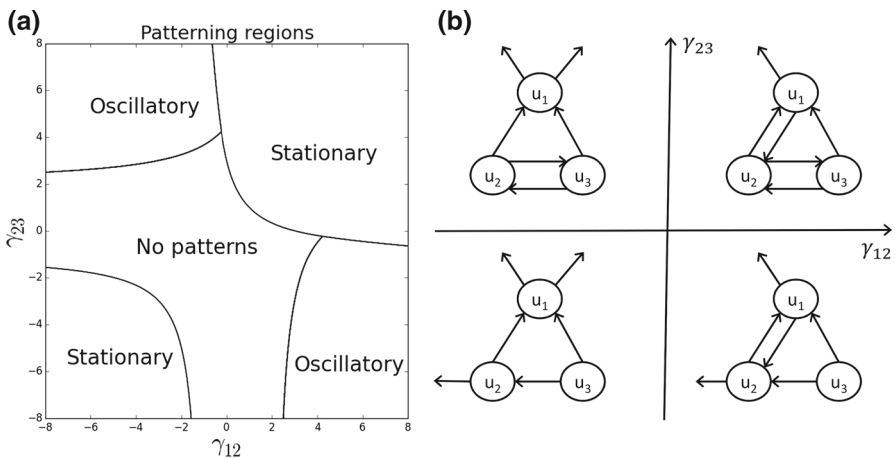 (a)
Patterning regions
8
6
4
2
0
−2
−4
−6
−8
γ23
Oscillatory
Stationary
No patterns
Stationary
Oscillatory
−8 −6 −4 −2 0 2 4 6 8
γ12
(b)
γ23
γ12
u1
u2 u3
u1
u2 u3
u1
u2 u3
u1
u2 u3